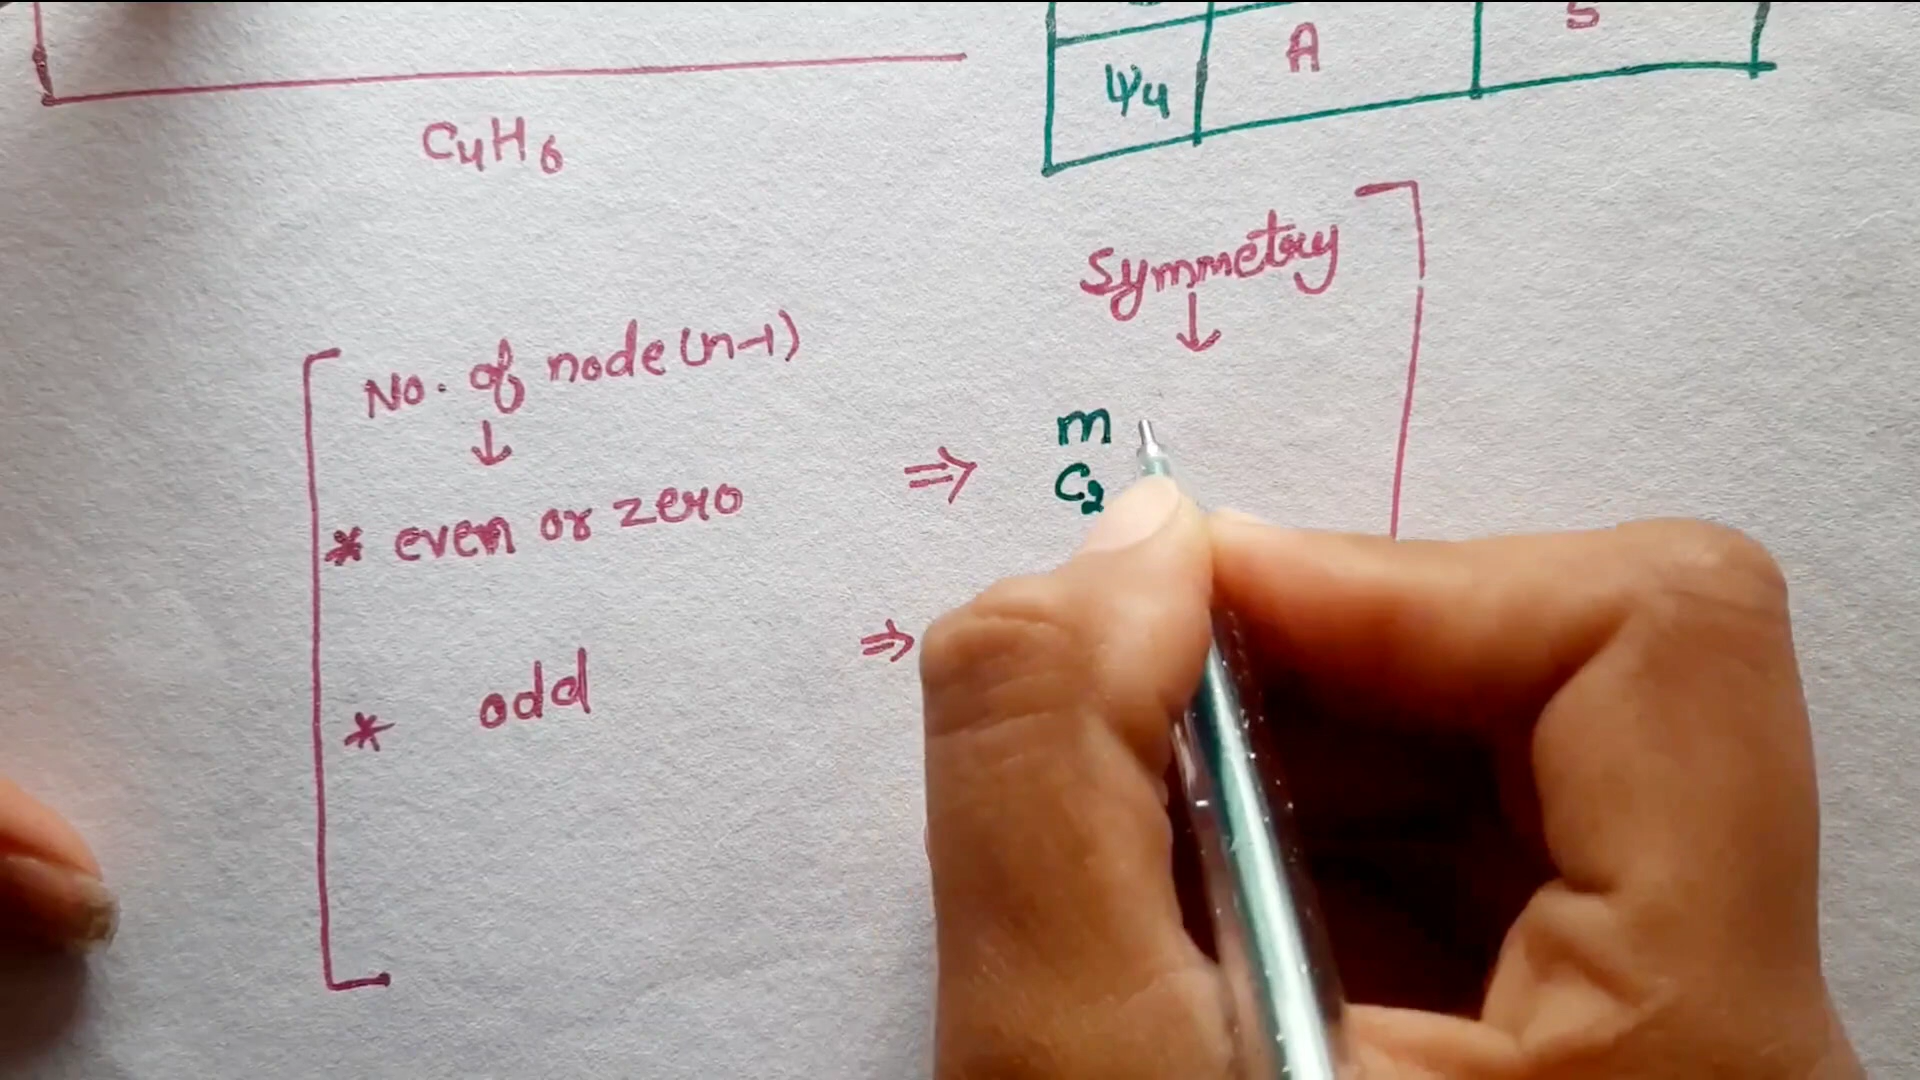 S
ψ4 A
C4H6
Symmetry
↓
No. of node (n-1)
↓
m
* even or zero ⇒ C2
* odd ⇒